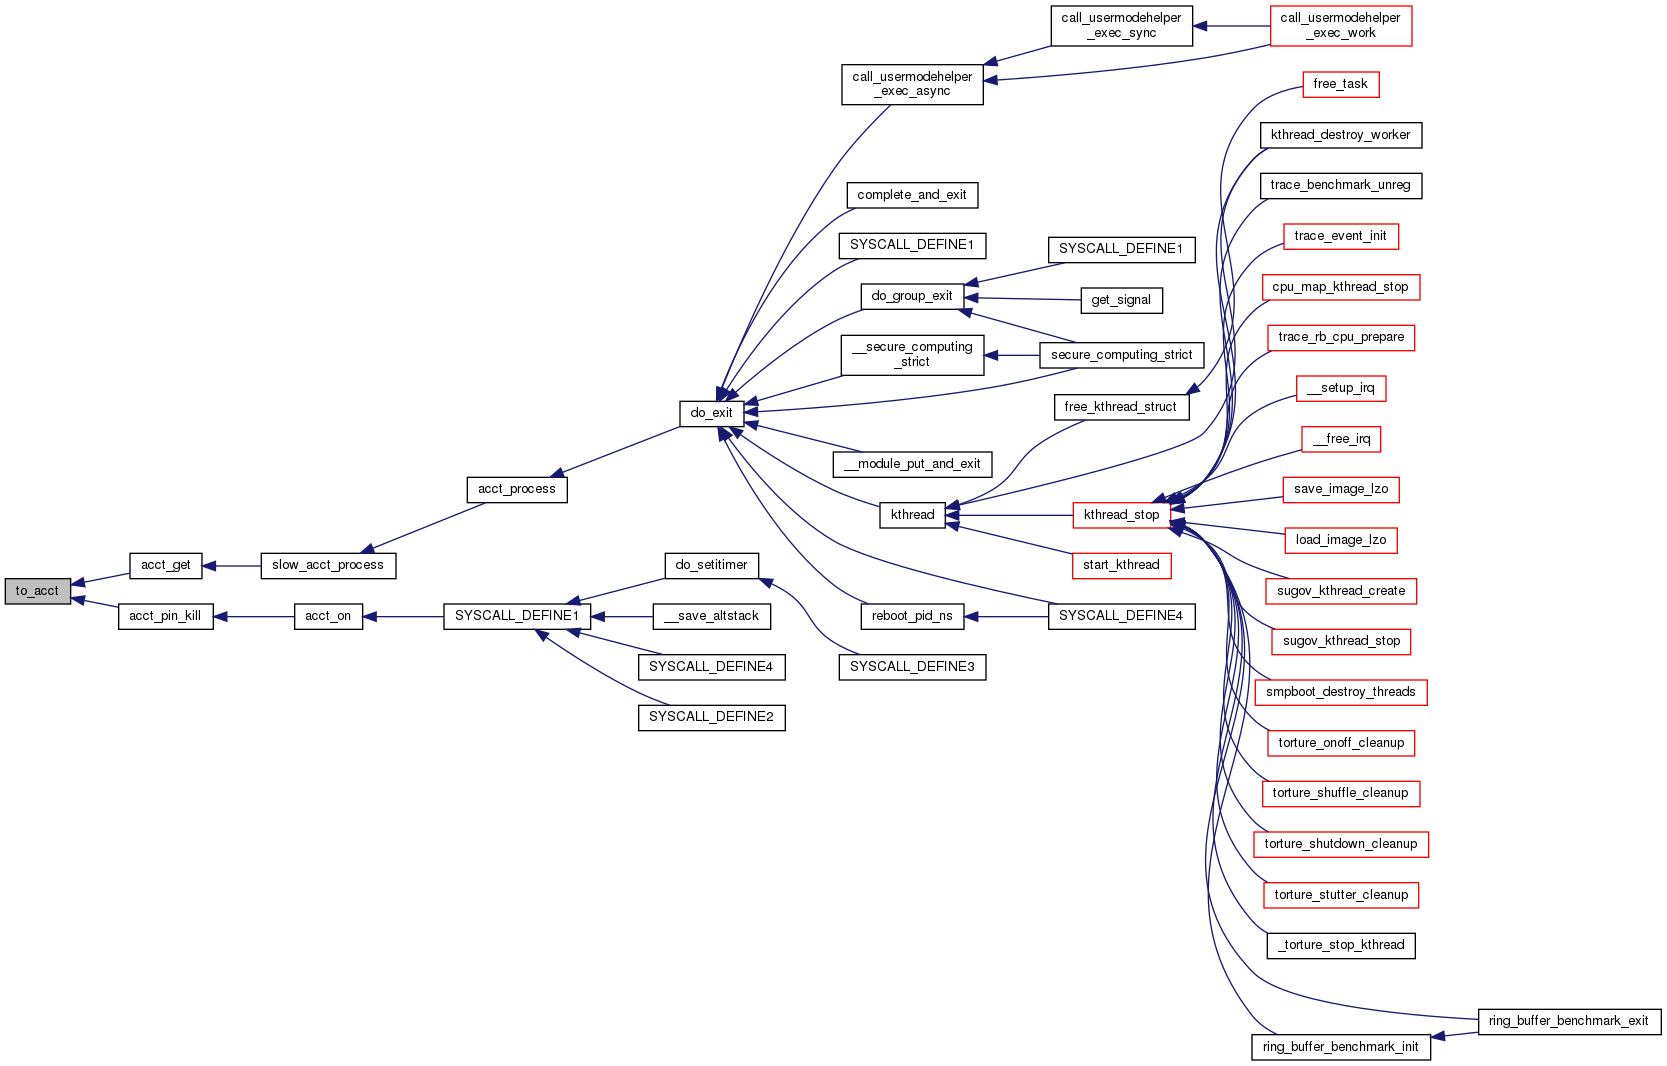 call_usermodehelper
_exec_sync
call_usermodehelper
_exec_work
call_usermodehelper
_exec_async
free_task
kthread_destroy_worker
trace_benchmark_unreg
complete_and_exit
SYSCALL_DEFINE1
SYSCALL_DEFINE1
trace_event_init
do_group_exit
get_signal
cpu_map_kthread_stop
__secure_computing
_strict
secure_computing_strict
trace_rb_cpu_prepare
do_exit
free_kthread_struct
__setup_irq
__free_irq
__module_put_and_exit
acct_process
save_image_lzo
kthread
kthread_stop
load_image_lzo
acct_get
slow_acct_process
do_setitimer
start_kthread
to_acct
sugov_kthread_create
acct_pin_kill
acct_on
SYSCALL_DEFINE1
__save_altstack
reboot_pid_ns
SYSCALL_DEFINE4
sugov_kthread_stop
SYSCALL_DEFINE4
SYSCALL_DEFINE3
smpboot_destroy_threads
SYSCALL_DEFINE2
torture_onoff_cleanup
torture_shuffle_cleanup
torture_shutdown_cleanup
torture_stutter_cleanup
_torture_stop_kthread
ring_buffer_benchmark_exit
ring_buffer_benchmark_init